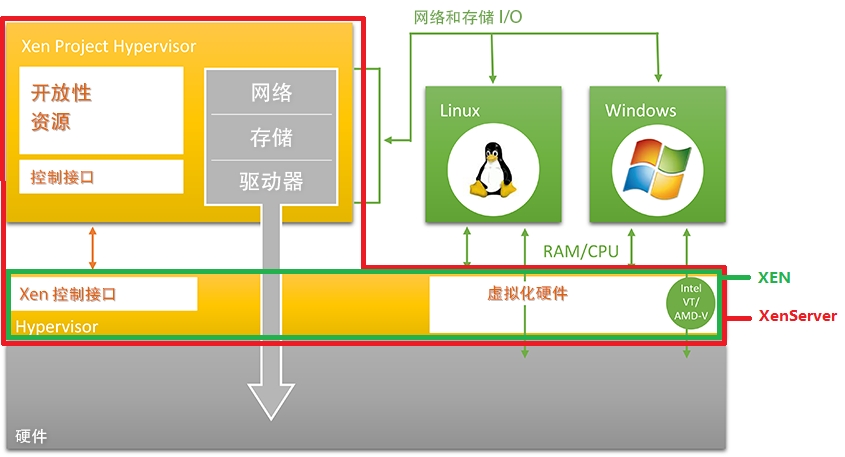 网络和存储 I/O
Xen Project Hypervisor
开放性
资源
控制接口
网络
存储
驱动器
Linux
Windows
RAM/CPU
Xen 控制接口
Hypervisor
虚拟化硬件
Intel
VT/
AMD-V
XEN
XenServer
硬件